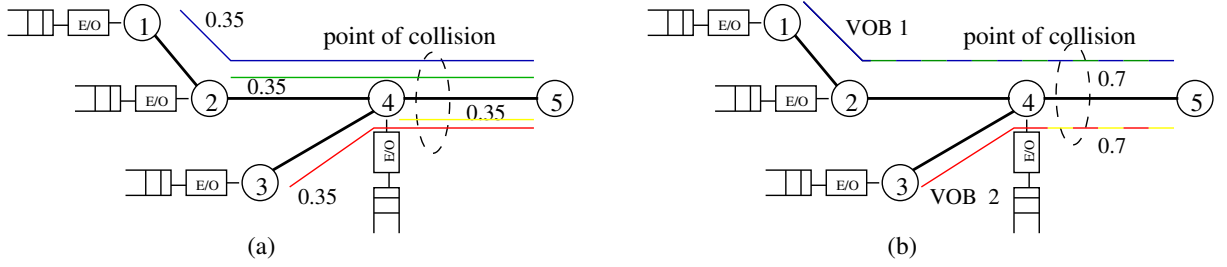 E/O 1 0.35
point of collision
E/O 2 0.35 4 5
0.35
E/O
E/O 3 0.35
(a)
E/O 1 VOB 1
point of collision
0.7
E/O 2 4 5
0.7
E/O
E/O 3 VOB 2
(b)